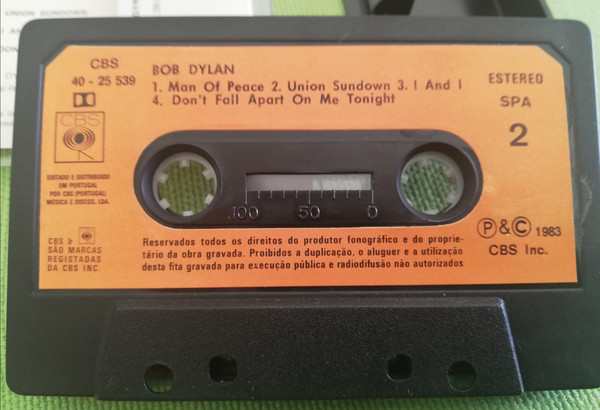 UNION SUNDOWN
CBS
40 - 25 539
BOB DYLAN
1. Man Of Peace 2. Union Sundown 3. I And I
4. Don't Fall Apart On Me Tonight
ESTEREO
SPA
2
CBS
EDITADO E DISTRIBUIDO
EM PORTUGAL
POR CBS (PORTUGAL)
MÚSICA E DISCOS, LDA.
100 50 0
CBS &
SÃO MARCAS
REGISTADAS
DA CBS INC.
Reservados todos os direitos do produtor fonográfico e do proprie-
tário da obra gravada. Proibidos a duplicação, o aluguer e a utilização
desta fita gravada para execução pública e radiodifusão não autorizados
Ⓟ & Ⓒ 1983
CBS Inc.